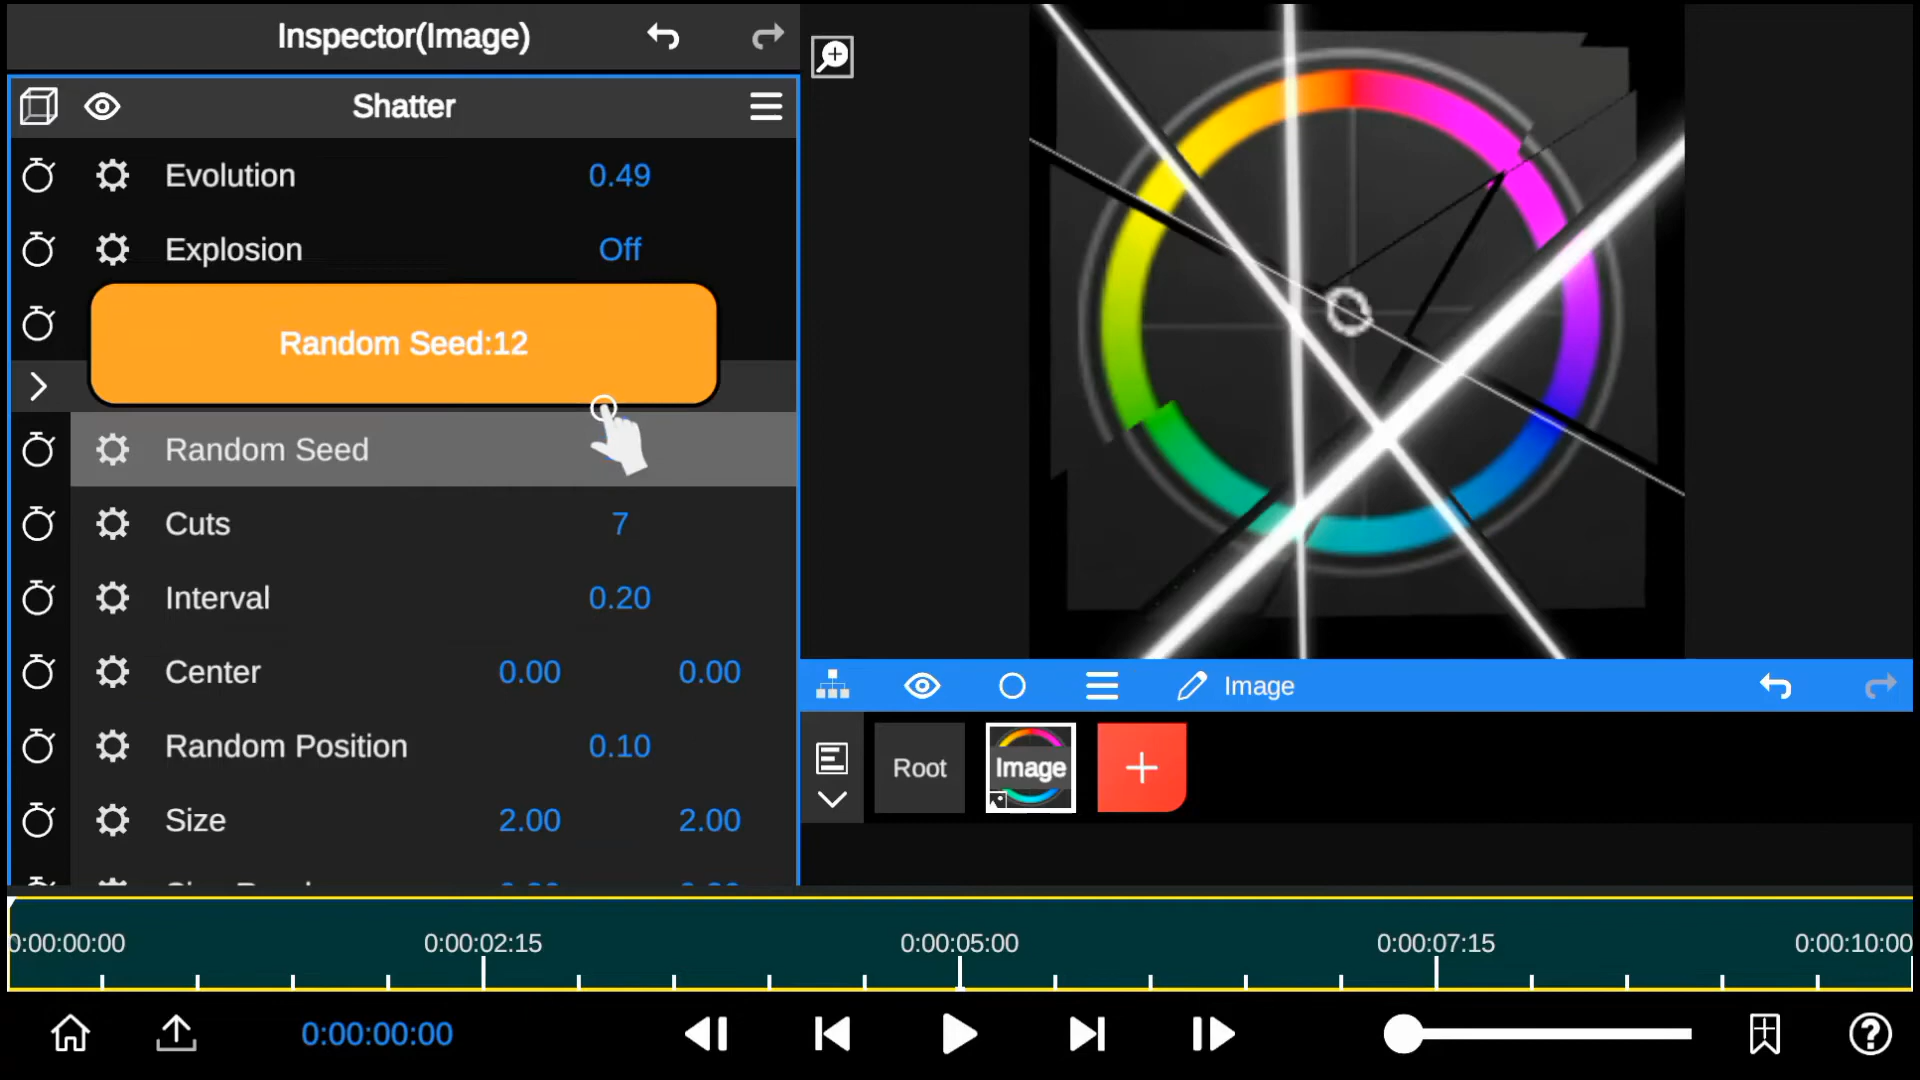 Inspector(Image)
Shatter
Evolution 0.49
Explosion Off
Random Seed:12
Random Seed
Cuts 7
Interval 0.20
Center 0.00 0.00
Random Position 0.10
Size 2.00 2.00
Image
Root
Image
0:00:00:00 0:00:02:15 0:00:05:00 0:00:07:15 0:00:10:00
0:00:00:00